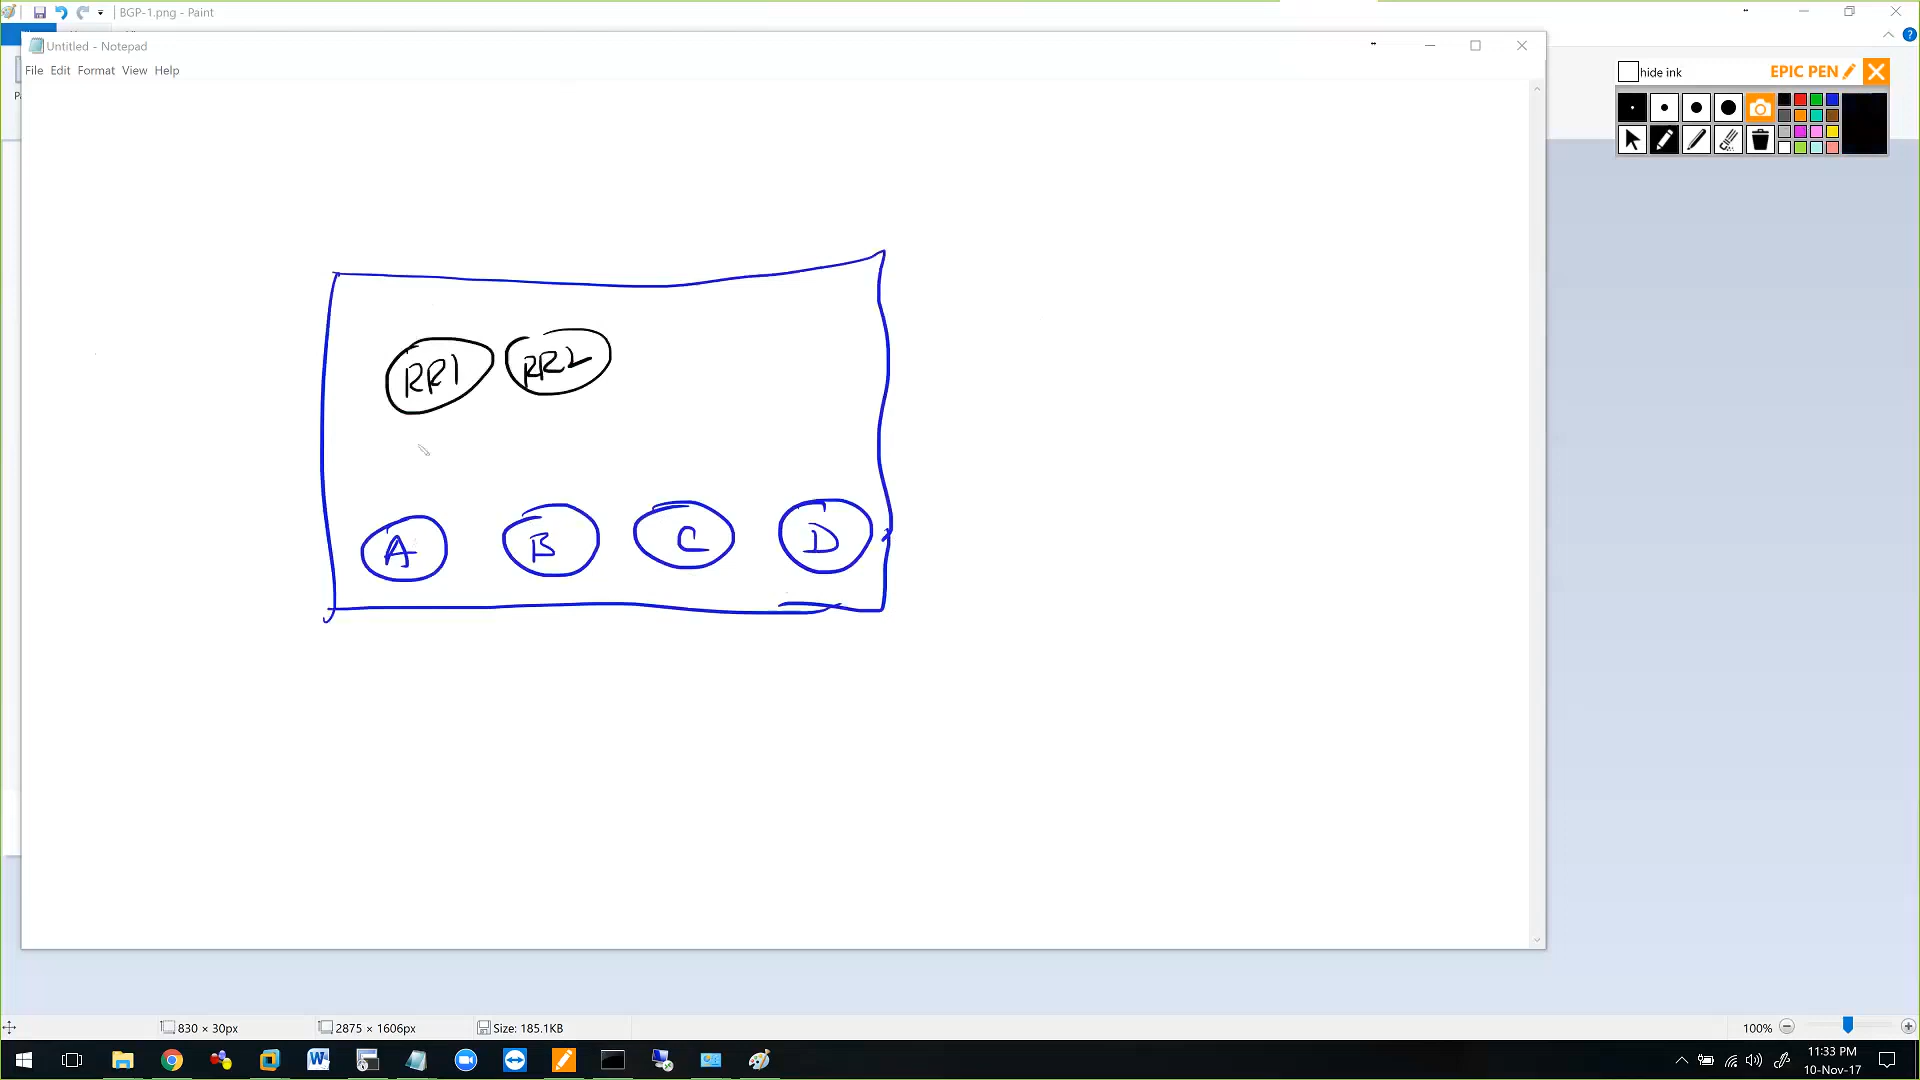 BGP-1.png - Paint
Untitled - Notepad
File Edit Format View Help
hide ink EPIC PEN
RR1 RR2
A B C D
830 × 30px 2875 × 1606px Size: 185.1KB 100%
11:33 PM
10-Nov-17